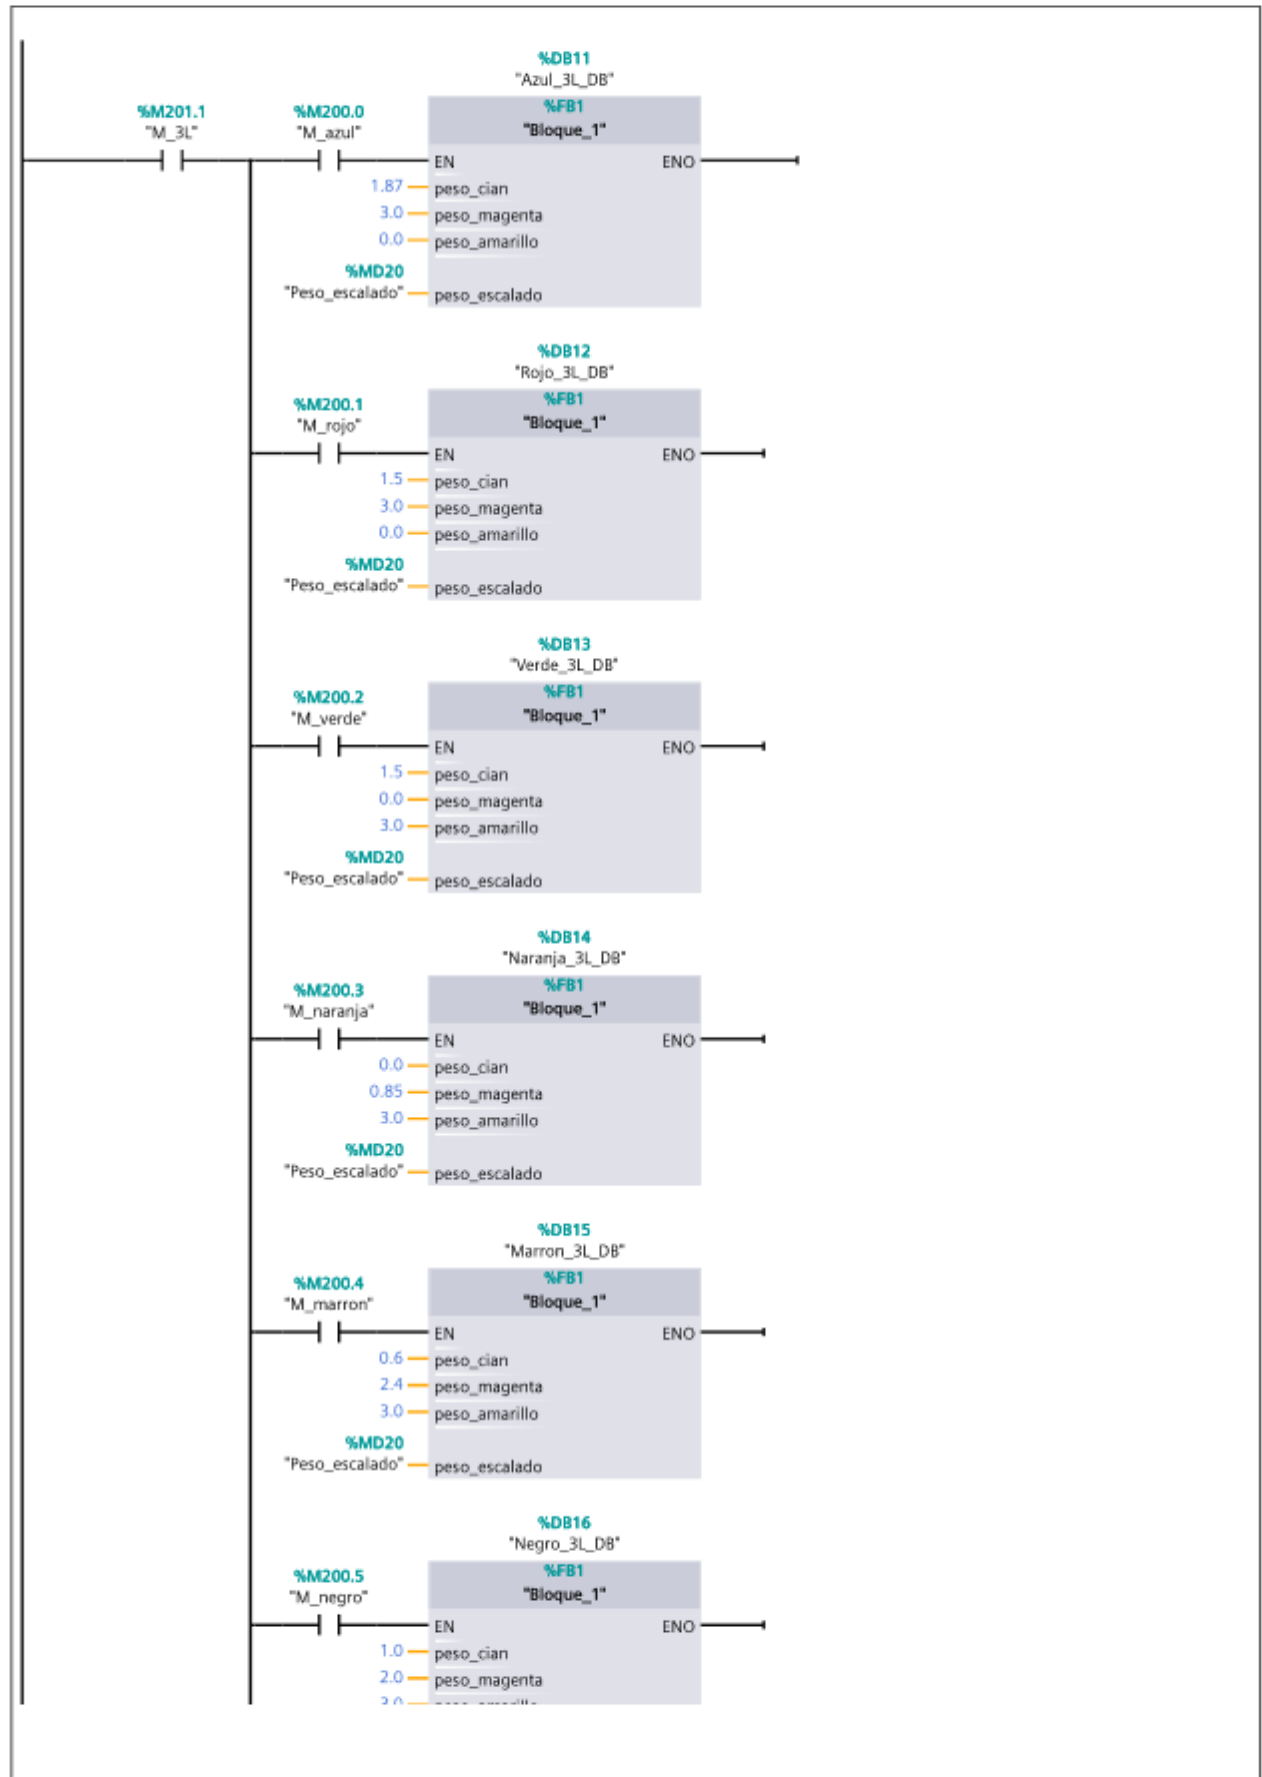 %DB11
"Azul_3L_DB"
%M201.1 %M200.0 %FB1
"M_3L" "M_azul" "Bloque_1"
EN ENO
1.87 peso_cian
3.0 peso_magenta
0.0 peso_amarillo
%MD20
"Peso_escalado" peso_escalado
%DB12
"Rojo_3L_DB"
%M200.1 %FB1
"M_rojo" "Bloque_1"
EN ENO
1.5 peso_cian
3.0 peso_magenta
0.0 peso_amarillo
%MD20
"Peso_escalado" peso_escalado
%DB13
"Verde_3L_DB"
%M200.2 %FB1
"M_verde" "Bloque_1"
EN ENO
1.5 peso_cian
0.0 peso_magenta
3.0 peso_amarillo
%MD20
"Peso_escalado" peso_escalado
%DB14
"Naranja_3L_DB"
%M200.3 %FB1
"M_naranja" "Bloque_1"
EN ENO
0.0 peso_cian
0.85 peso_magenta
3.0 peso_amarillo
%MD20
"Peso_escalado" peso_escalado
%DB15
"Marron_3L_DB"
%M200.4 %FB1
"M_marron" "Bloque_1"
EN ENO
0.6 peso_cian
2.4 peso_magenta
3.0 peso_amarillo
%MD20
"Peso_escalado" peso_escalado
%DB16
"Negro_3L_DB"
%M200.5 %FB1
"M_negro" "Bloque_1"
EN ENO
1.0 peso_cian
2.0 peso_magenta